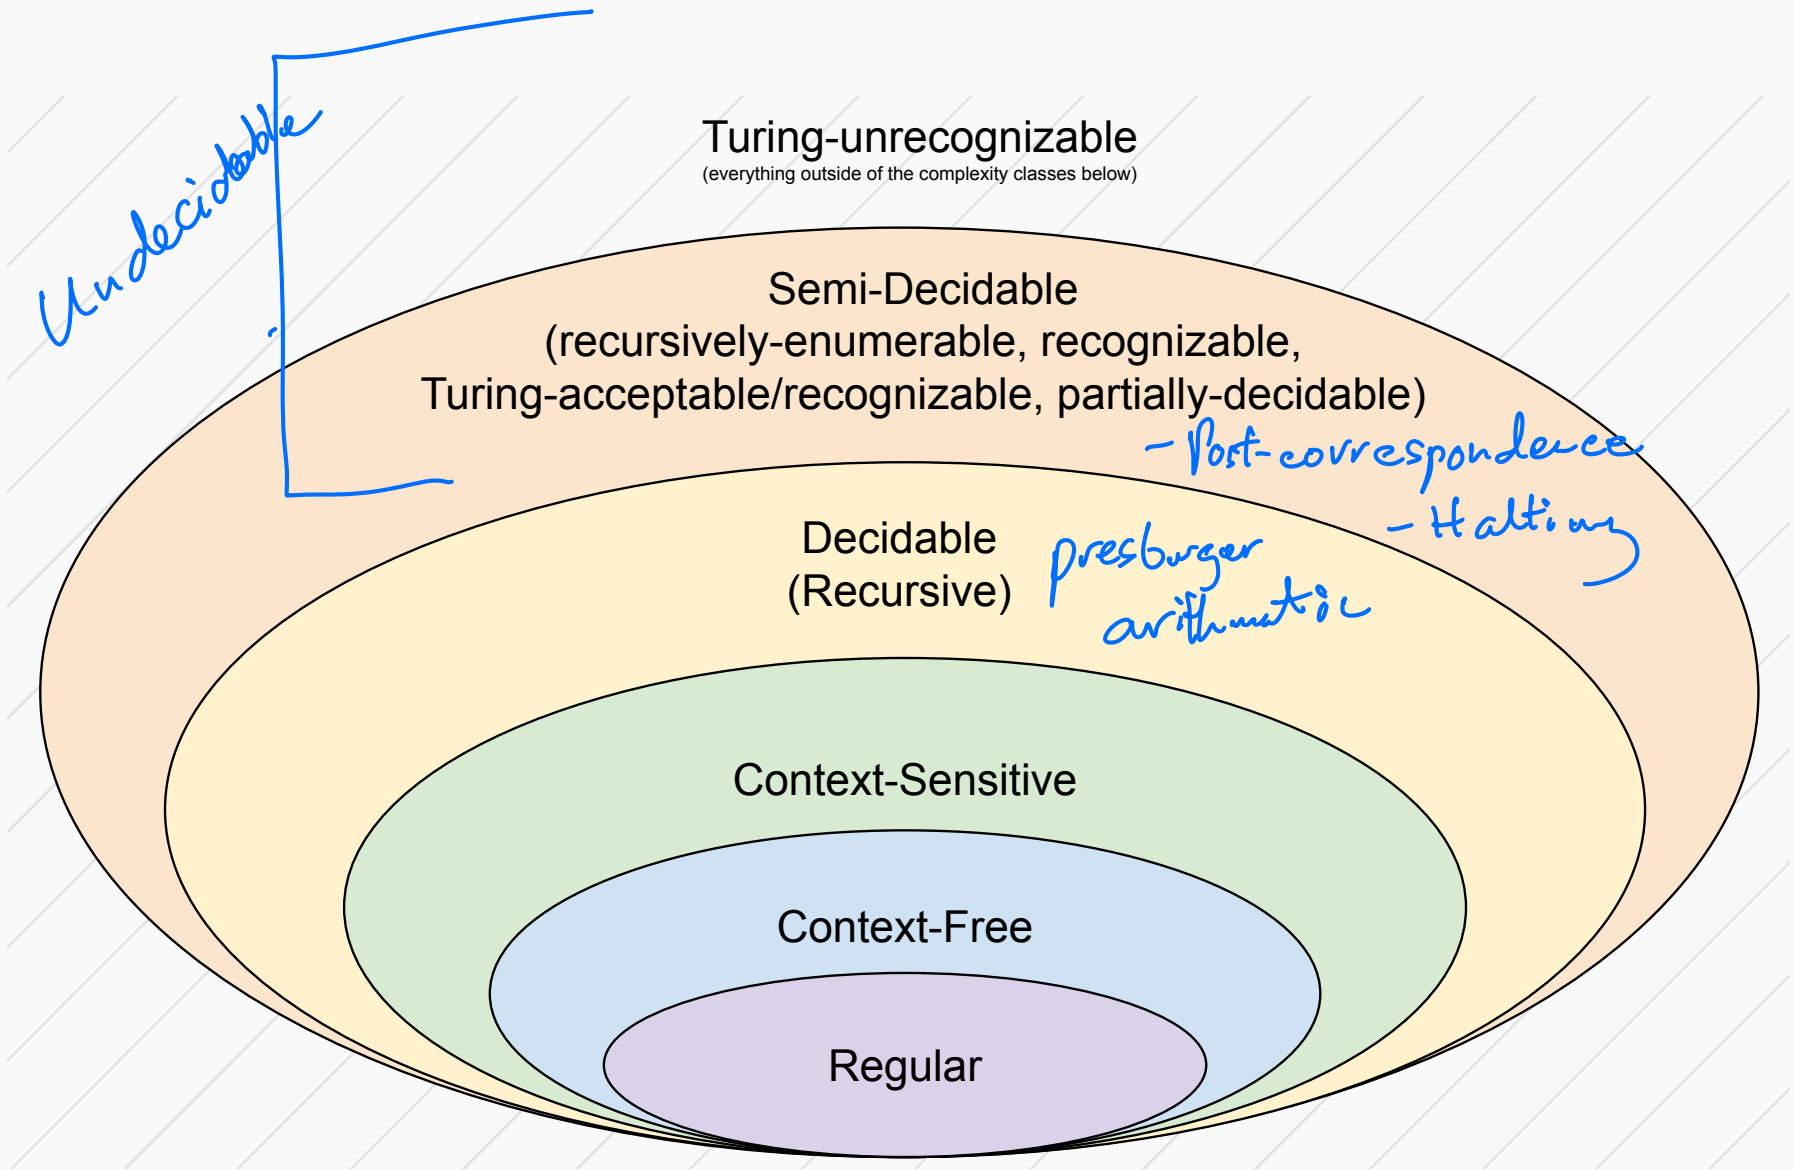 Undecidable
Turing-unrecognizable
(everything outside of the complexity classes below)
Semi-Decidable
(recursively-enumerable, recognizable,
Turing-acceptable/recognizable, partially-decidable)
- Post-correspondence
- Halting
Decidable
(Recursive)
presburger
arithmatic
Context-Sensitive
Context-Free
Regular